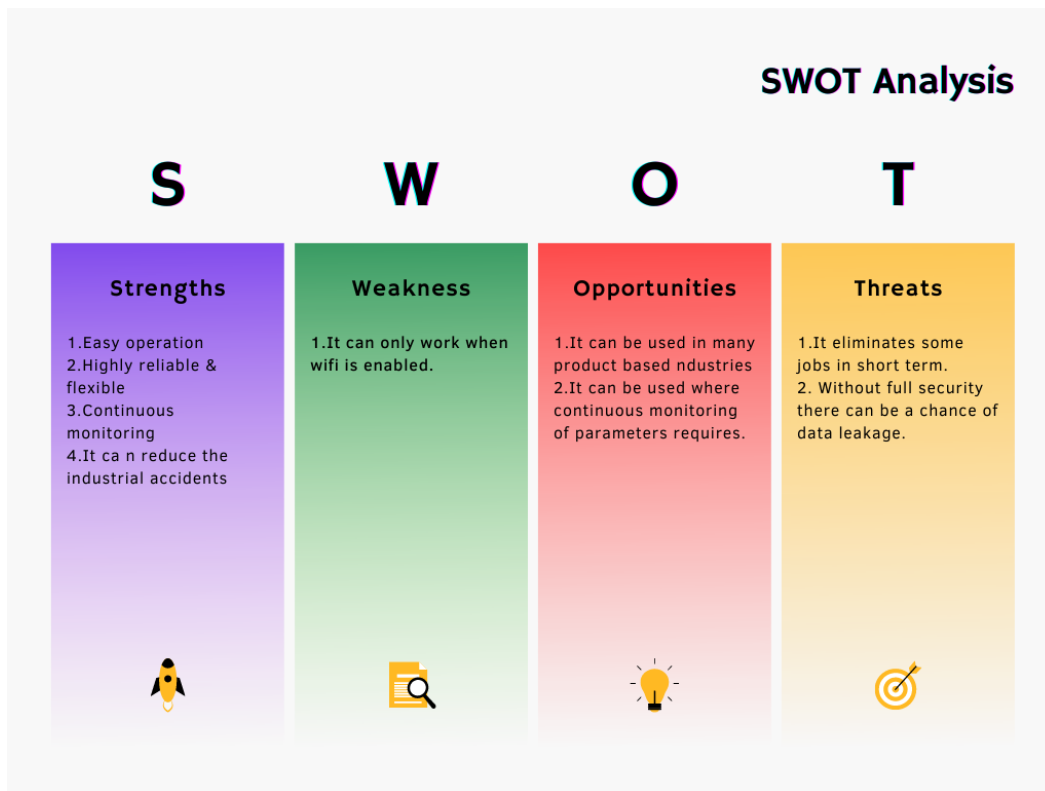 SWOT Analysis
S
W
O
T
Strengths
1.Easy operation
2.Highly reliable &
flexible
3.Continuous
monitoring
4.It ca n reduce the
industrial accidents
Weakness
1.It can only work when
wifi is enabled.
Opportunities
1.It can be used in many
product based ndustries
2.It can be used where
continuous monitoring
of parameters requires.
Threats
1.It eliminates some
jobs in short term.
2. Without full security
there can be a chance of
data leakage.